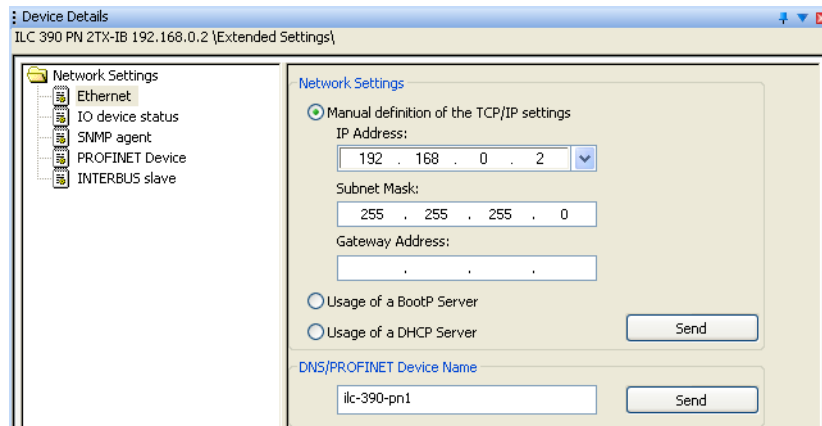 Device Details
ILC 390 PN 2TX-IB 192.168.0.2 \Extended Settings\
Network Settings
Ethernet
IO device status
SNMP agent
PROFINET Device
INTERBUS slave
Network Settings
Manual definition of the TCP/IP settings
IP Address:
192 . 168 . 0 . 2
Subnet Mask:
255 . 255 . 255 . 0
Gateway Address:
. . .
Usage of a BootP Server
Usage of a DHCP Server
Send
DNS/PROFINET Device Name
ilc-390-pn1
Send